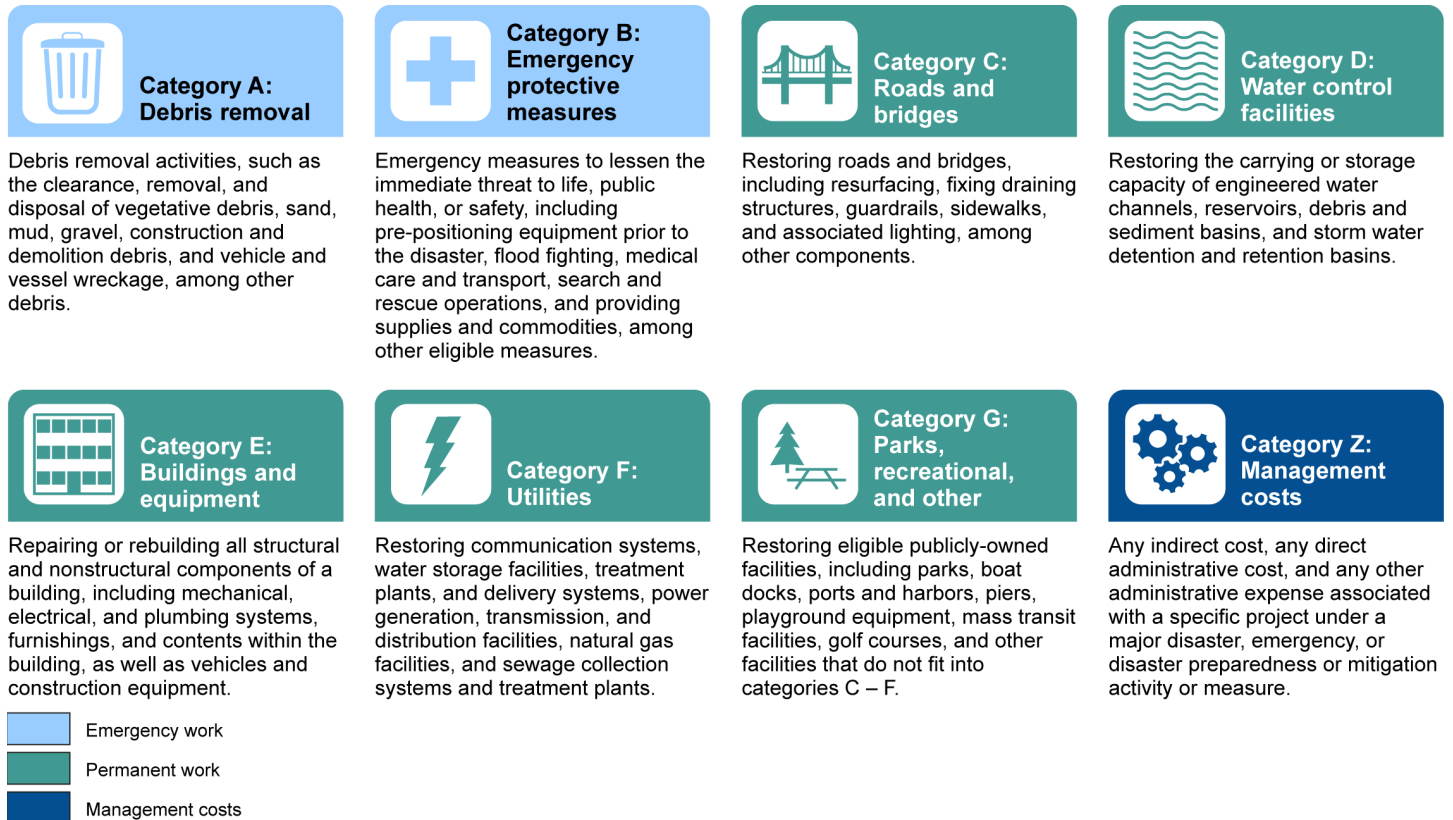 Category A:
Debris removal
Debris removal activities, such as
the clearance, removal, and
disposal of vegetative debris, sand,
mud, gravel, construction and
demolition debris, and vehicle and
vessel wreckage, among other
debris.
Category B:
Emergency
protective
measures
Emergency measures to lessen the
immediate threat to life, public
health, or safety, including
pre-positioning equipment prior to
the disaster, flood fighting, medical
care and transport, search and
rescue operations, and providing
supplies and commodities, among
other eligible measures.
Category C:
Roads and
bridges
Restoring roads and bridges,
including resurfacing, fixing draining
structures, guardrails, sidewalks,
and associated lighting, among
other components.
Category D:
Water control
facilities
Restoring the carrying or storage
capacity of engineered water
channels, reservoirs, debris and
sediment basins, and storm water
detention and retention basins.
Category E:
Buildings and
equipment
Repairing or rebuilding all structural
and nonstructural components of a
building, including mechanical,
electrical, and plumbing systems,
furnishings, and contents within the
building, as well as vehicles and
construction equipment.
Category F:
Utilities
Restoring communication systems,
water storage facilities, treatment
plants, and delivery systems, power
generation, transmission, and
distribution facilities, natural gas
facilities, and sewage collection
systems and treatment plants.
Category G:
Parks,
recreational,
and other
Restoring eligible publicly-owned
facilities, including parks, boat
docks, ports and harbors, piers,
playground equipment, mass transit
facilities, golf courses, and other
facilities that do not fit into
categories C – F.
Category Z:
Management
costs
Any indirect cost, any direct
administrative cost, and any other
administrative expense associated
with a specific project under a
major disaster, emergency, or
disaster preparedness or mitigation
activity or measure.
Emergency work
Permanent work
Management costs